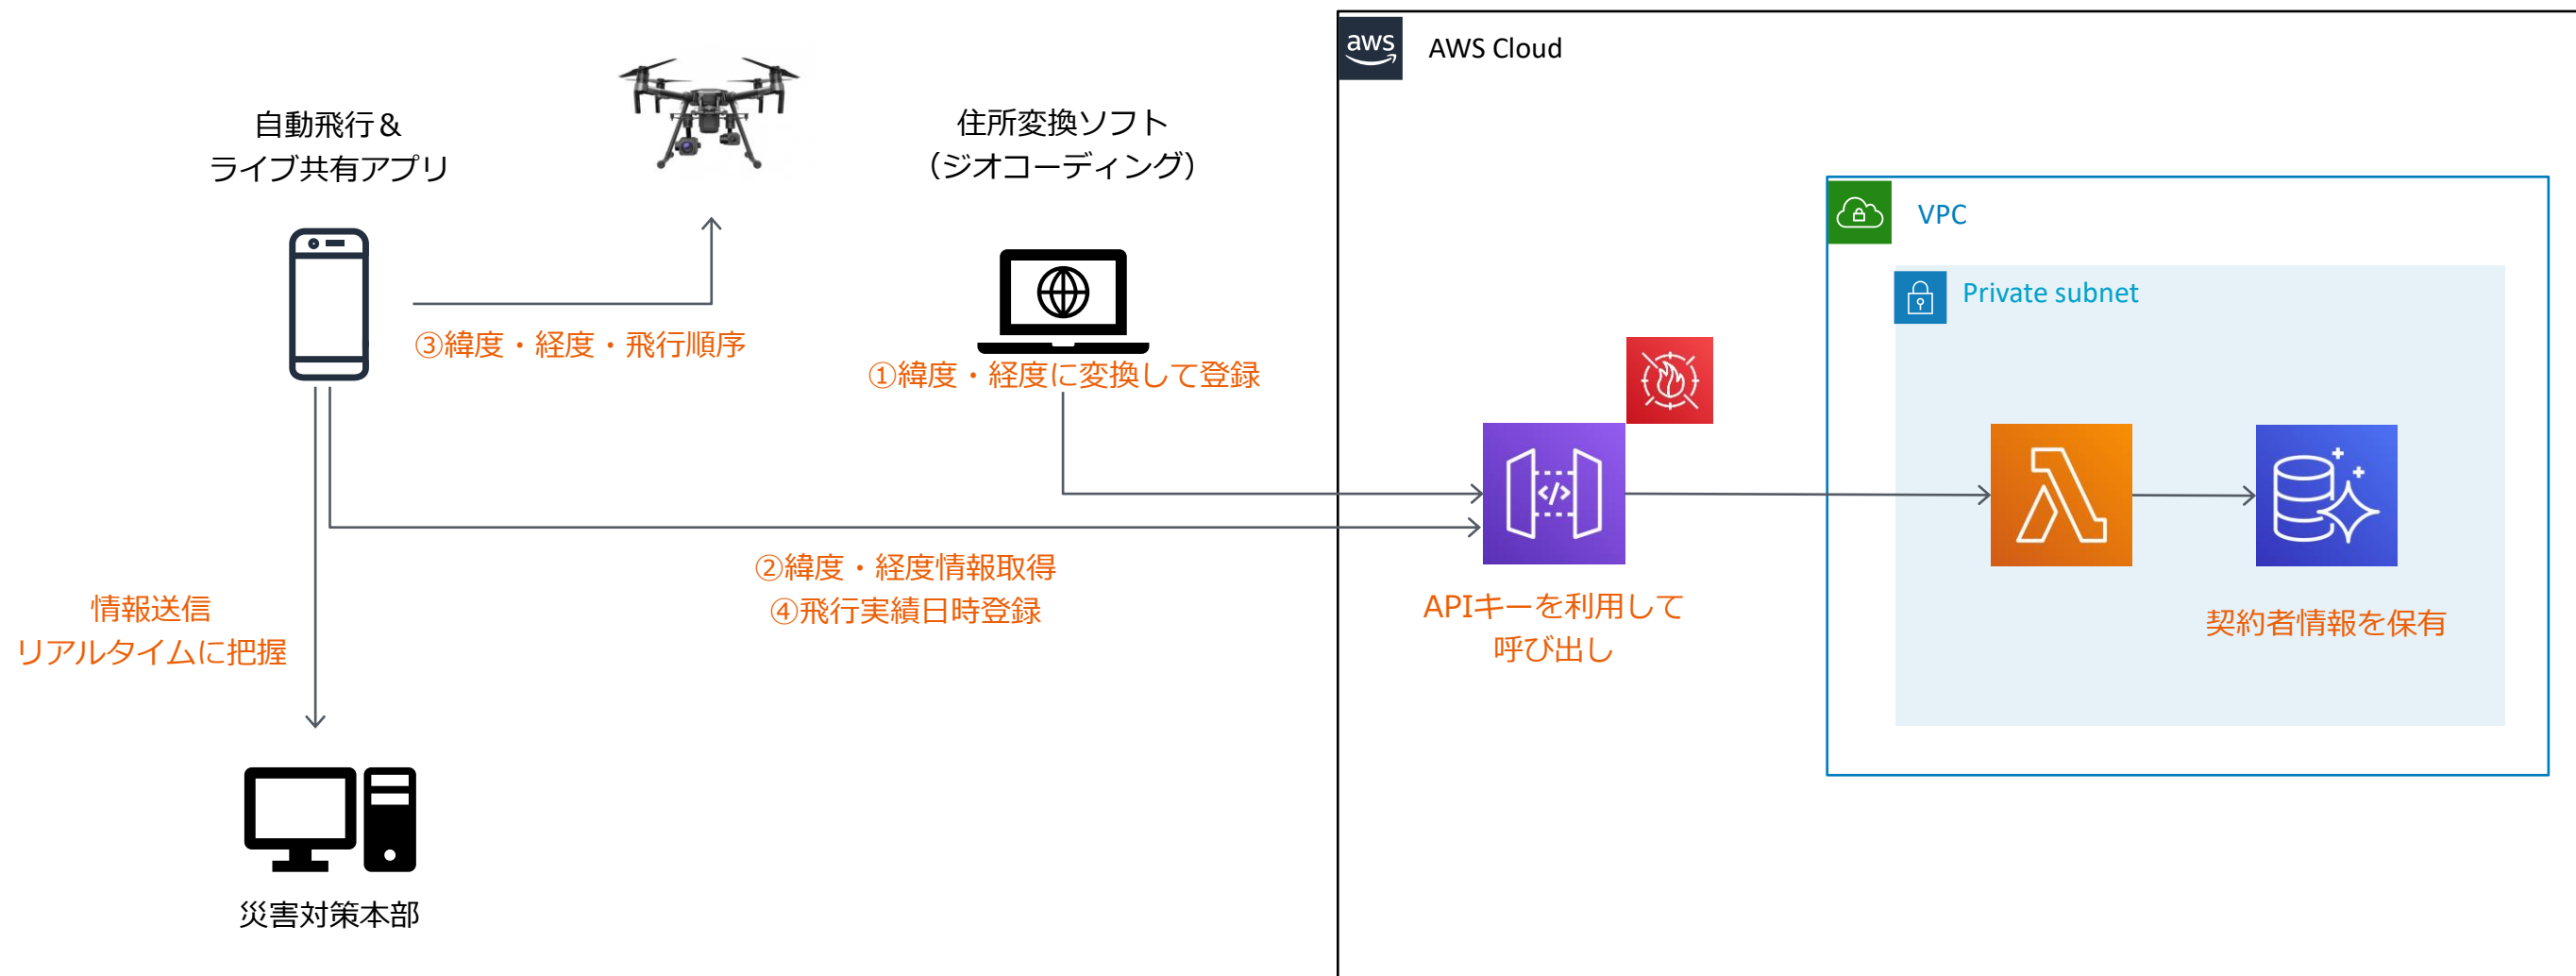 aws
AWS Cloud
自動飛行＆
ライブ共有アプリ
住所変換ソフト
（ジオコーディング）
VPC
Private subnet
③緯度・経度・飛行順序
①緯度・経度に変換して登録
</>
②緯度・経度情報取得
④飛行実績日時登録
情報送信
リアルタイムに把握
APIキーを利用して
呼び出し
契約者情報を保有
災害対策本部